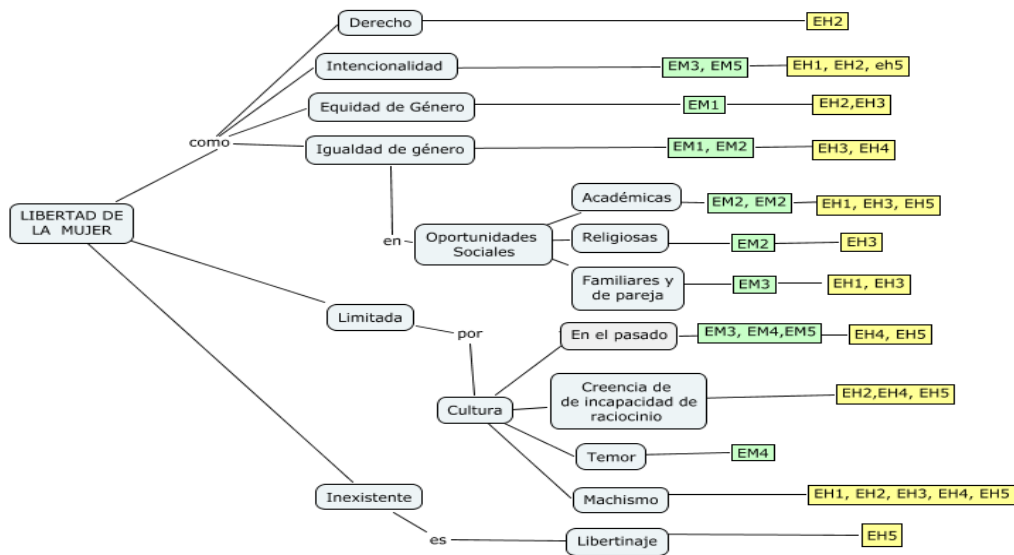 Derecho
EH2
Intencionalidad
EM3, EM5
EH1, EH2, eh5
Equidad de Género
EM1
EH2,EH3
como
Igualdad de género
EM1, EM2
EH3, EH4
LIBERTAD DE
LA MUJER
en
Oportunidades
Sociales
Académicas
EM2, EM2
EH1, EH3, EH5
Religiosas
EM2
EH3
Familiares y
de pareja
EM3
EH1, EH3
Limitada
por
En el pasado
EM3, EM4,EM5
EH4, EH5
Cultura
Creencia de
de incapacidad de
raciocinio
EH2,EH4, EH5
Temor
EM4
Machismo
EH1, EH2, EH3, EH4, EH5
Inexistente
es
Libertinaje
EH5